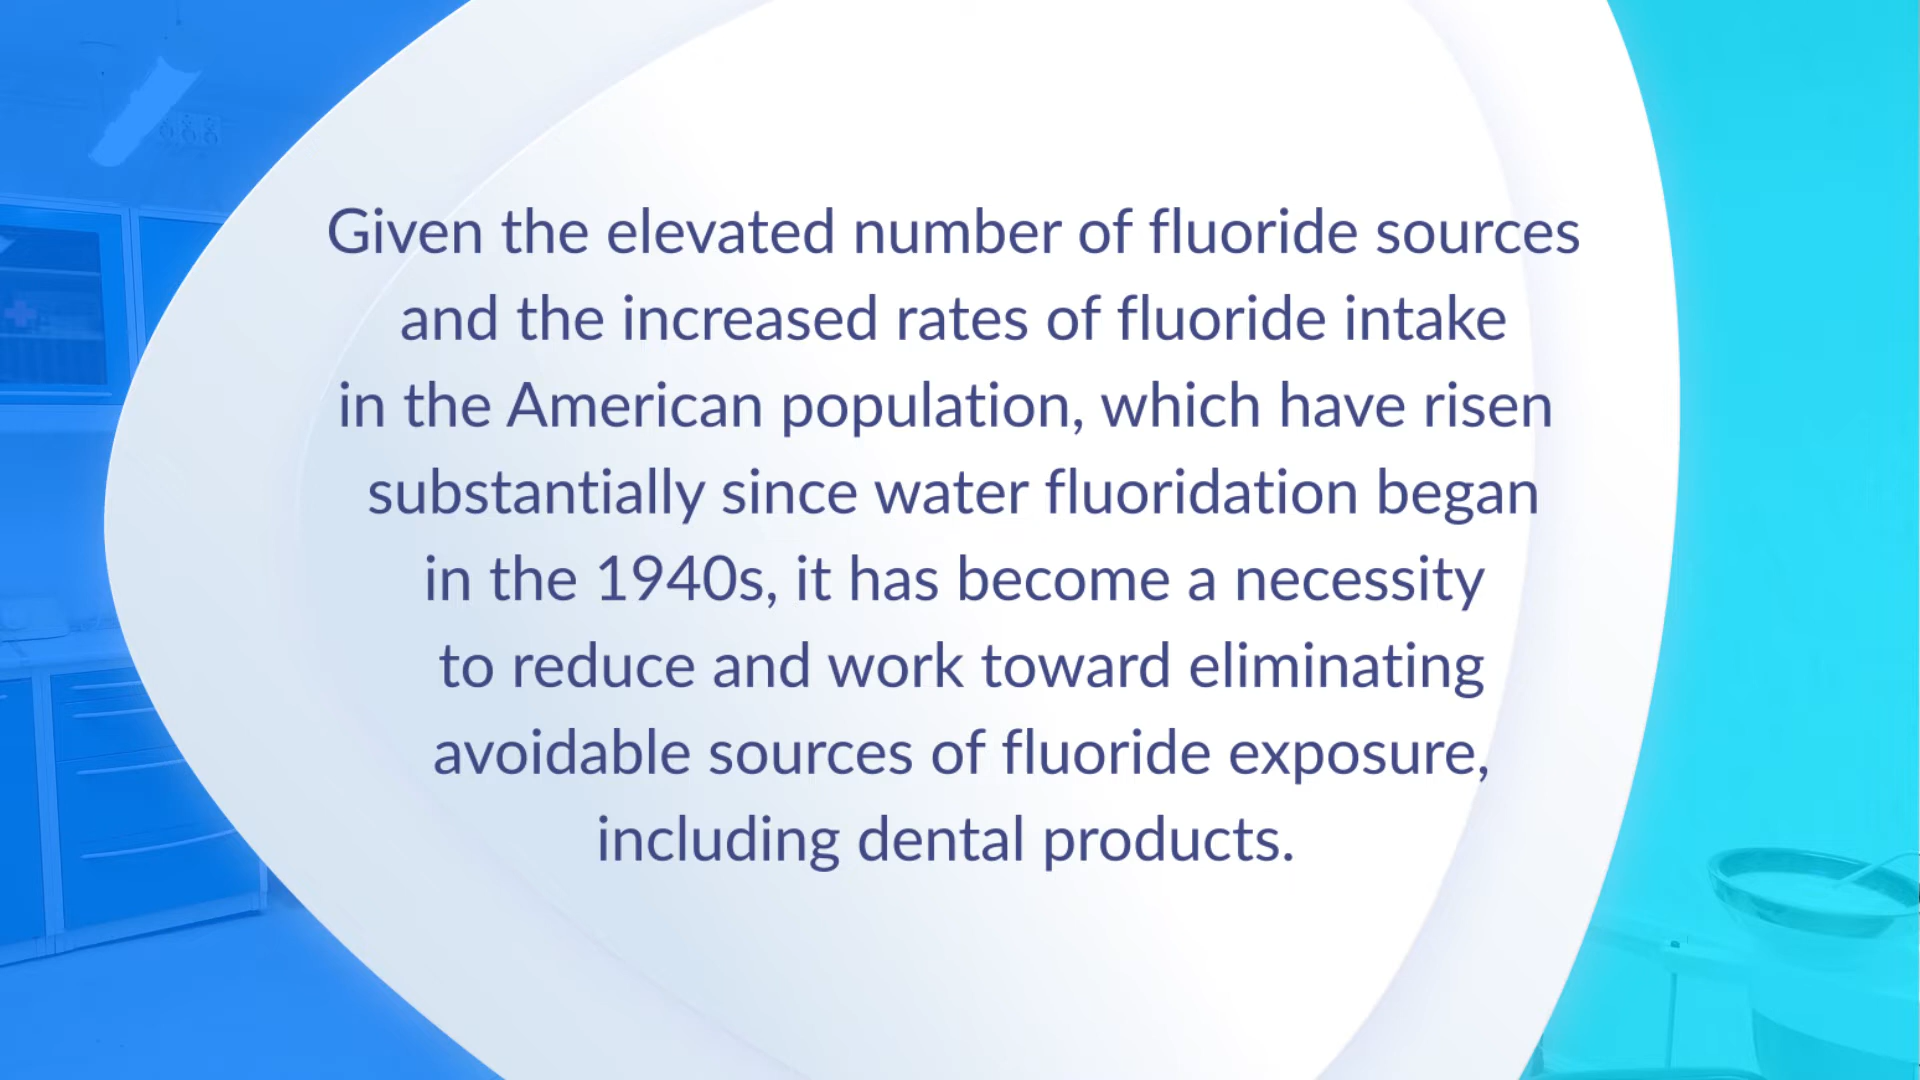 Given the elevated number of fluoride sources
and the increased rates of fluoride intake
in the American population, which have risen
substantially since water fluoridation began
in the 1940s, it has become a necessity
to reduce and work toward eliminating
avoidable sources of fluoride exposure,
including dental products.